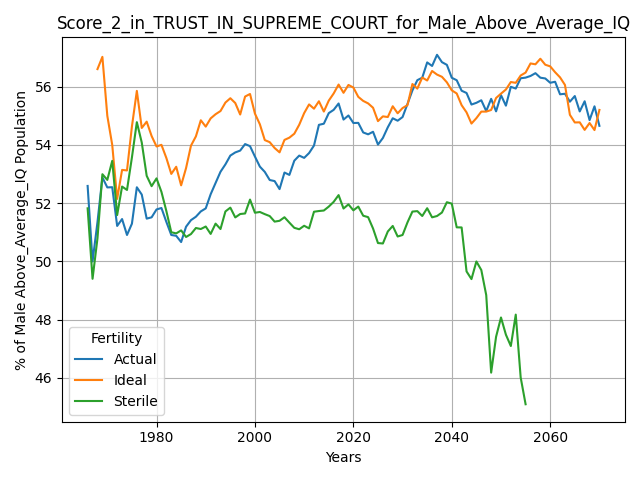 Score_2_in_TRUST_IN_SUPREME_COURT_for_Male_Above_Average_IQ
% of Male Above_Average_IQ Population
56
54
52
50
48
46
Fertility
Actual
Ideal
Sterile
1980
2000
2020
2040
2060
Years